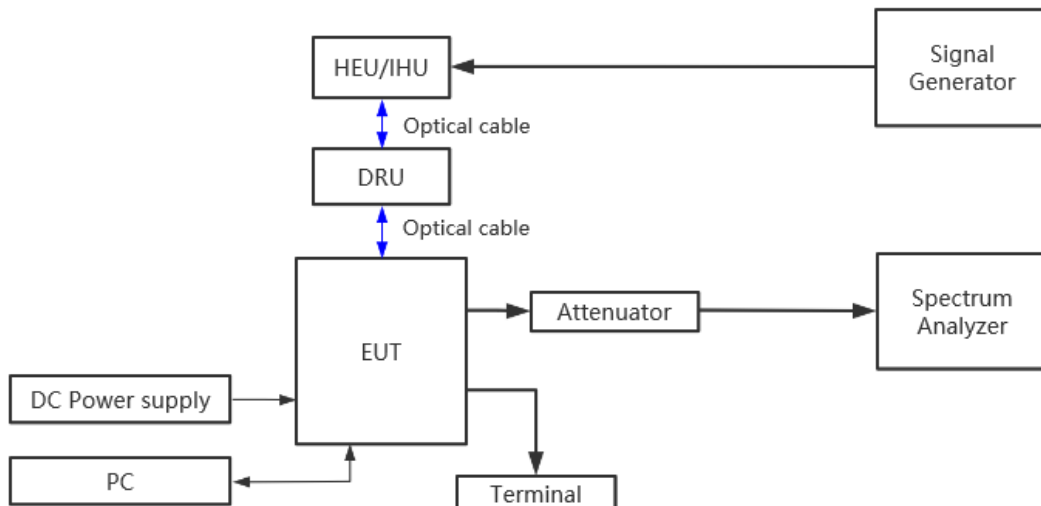 HEU/IHU
Signal
Generator
Optical cable
DRU
Optical cable
EUT
Attenuator
Spectrum
Analyzer
DC Power supply
PC
Terminal